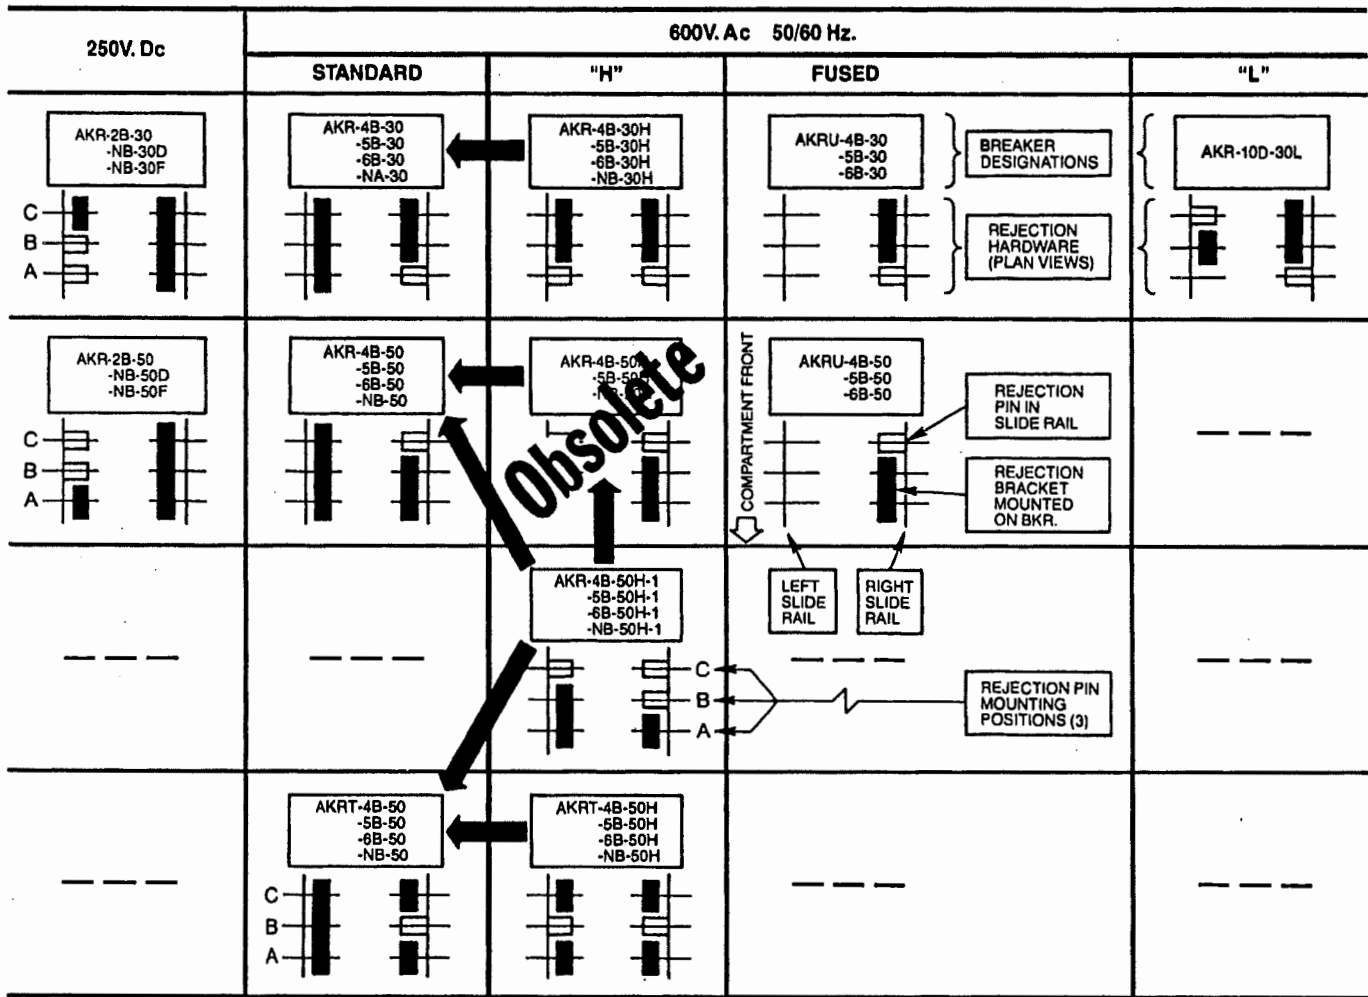 250V. Dc
600V. Ac 50/60 Hz.
STANDARD
"H"
FUSED
"L"
AKR-2B-30
-NB-30D
-NB-30F
AKR-4B-30
-5B-30
-6B-30
-NA-30
AKR-4B-30H
-5B-30H
-6B-30H
-NB-30H
AKRU-4B-30
-5B-30
-6B-30
BREAKER
DESIGNATIONS
AKR-10D-30L
C
B
A
REJECTION
HARDWARE
(PLAN VIEWS)
AKR-2B-50
-NB-50D
-NB-50F
AKR-4B-50
-5B-50
-6B-50
-NB-50
AKR-4B-50H
-5B-50H
Obsolete
COMPARTMENT FRONT
AKRU-4B-50
-5B-50
-6B-50
REJECTION
PIN IN
SLIDE RAIL
C
B
A
REJECTION
BRACKET
MOUNTED
ON BKR.
AKR-4B-50H-1
-5B-50H-1
-6B-50H-1
-NB-50H-1
LEFT
SLIDE
RAIL
RIGHT
SLIDE
RAIL
C
B
A
REJECTION PIN
MOUNTING
POSITIONS (3)
AKRT-4B-50
-5B-50
-6B-50
-NB-50
AKRT-4B-50H
-5B-50H
-6B-50H
-NB-50H
C
B
A